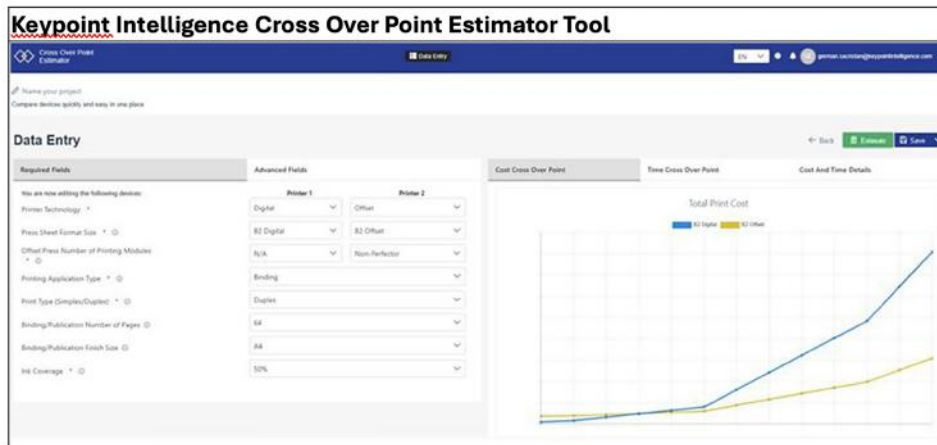 Keypoint Intelligence Cross Over Point Estimator Tool
Cross Over Point
Estimator
Data Entry
EN
german.sacristan@keypointintelligence.com
Name your project
Compare devices quickly and easy in one place
Data Entry
Back
Estimate
Save
Required Fields
Advanced Fields
Cost Cross Over Point
Time Cross Over Point
Cost And Time Details
You are now editing the following devices:
Printer 1
Printer 2
Printer Technology *
Digital
Offset
Press Sheet Format Size *
B2 Digital
B2 Offset
Offset Press Number of Printing Modules
*
N/A
Non-Perfector
Printing Application Type *
Binding
Print Type (Simplex/Duplex) *
Duplex
Binding/Publication Number of Pages
64
Binding/Publication Finish Size
A4
Ink Coverage *
50%
Total Print Cost
B2 Digital
B2 Offset